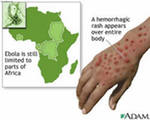 A hemorrhagic
rash appears
over entire
body
Ebola is still
limited to
parts of
Africa
ADAM